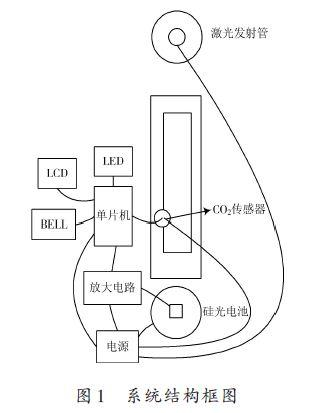 激光发射管
LCD
LED
BELL
单片机
CO₂传感器
放大电路
硅光电池
电源
图1 系统结构框图